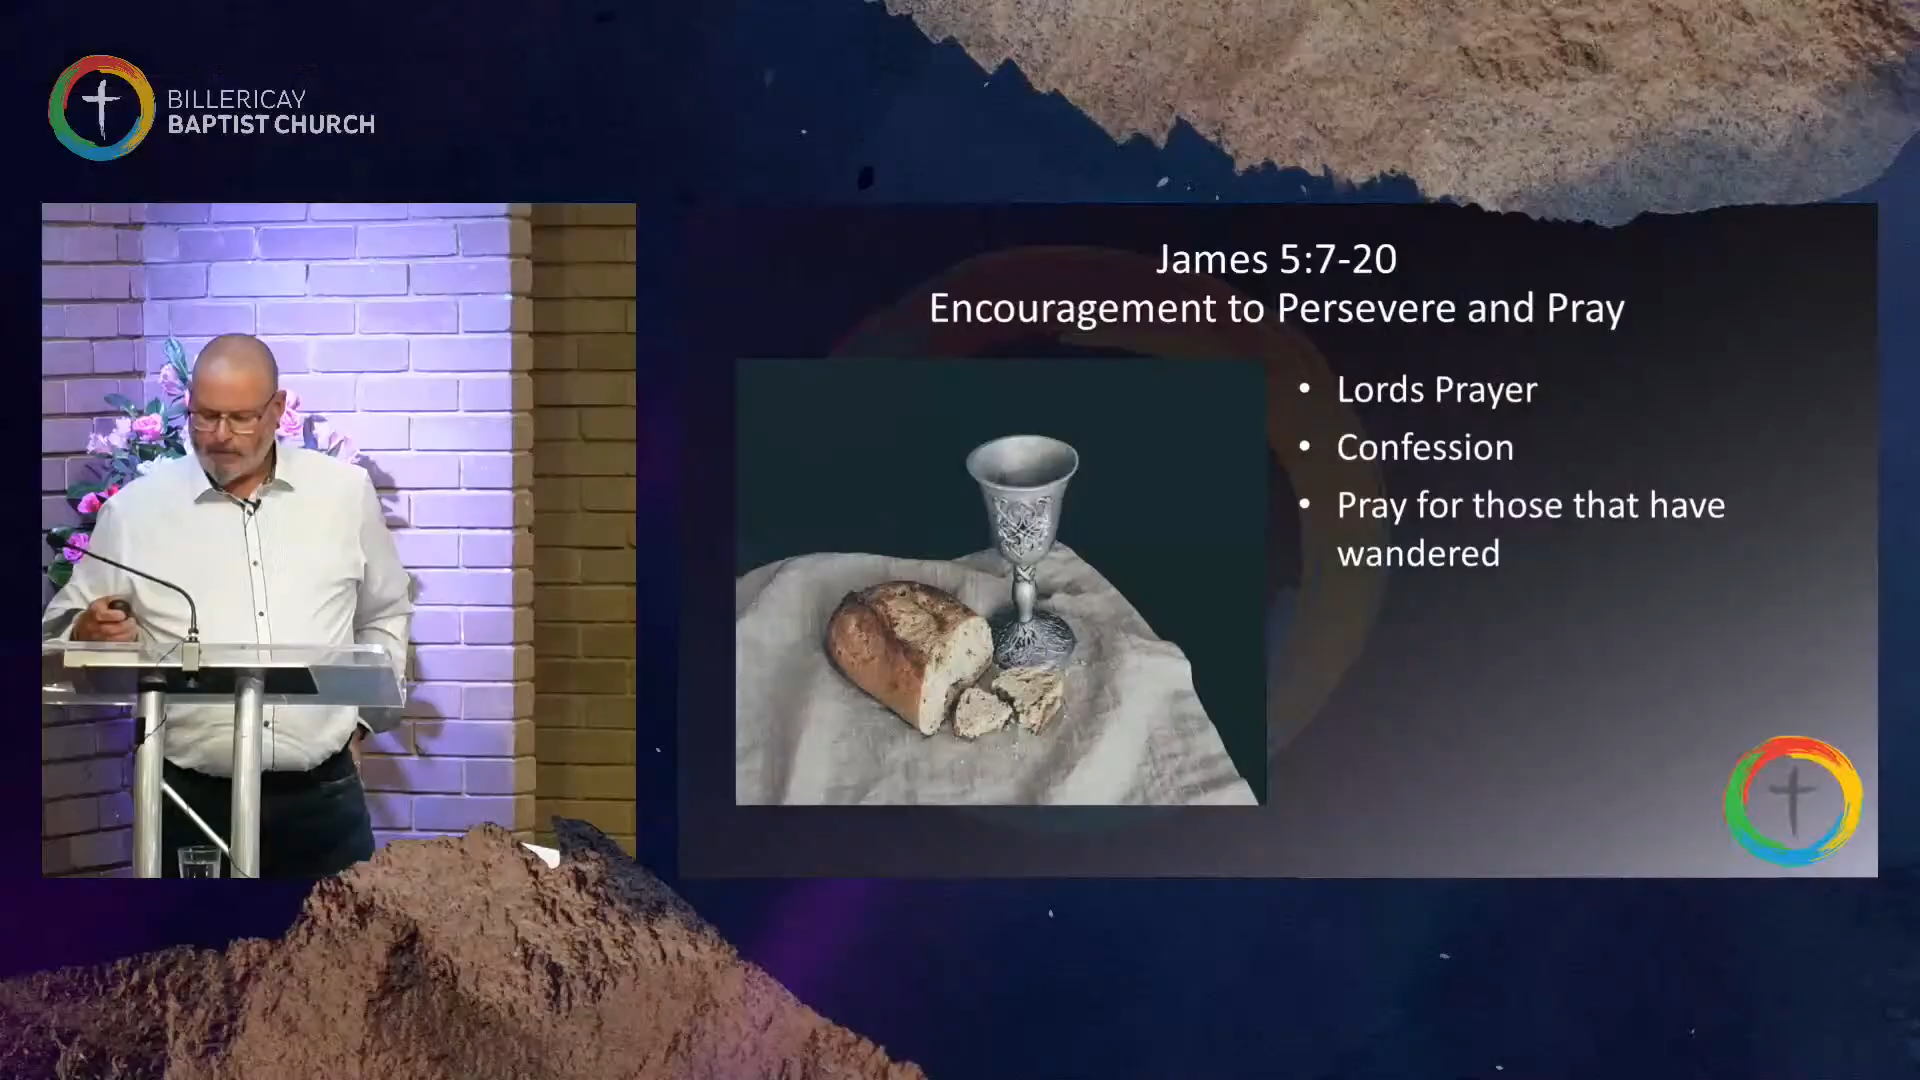 BILLERICAY
BAPTIST CHURCH
James 5:7-20
Encouragement to Persevere and Pray
• Lords Prayer
• Confession
• Pray for those that have
wandered